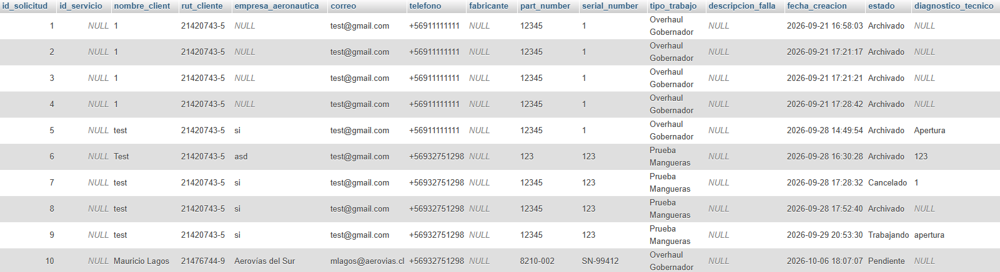 id_solicitud id_servicio nombre_client rut_cliente empresa_aeronautica correo telefono fabricante part_number serial_number tipo_trabajo descripcion_falla fecha_creacion estado diagnostico_tecnico
1 NULL 1 21420743-5 NULL test@gmail.com +56911111111 NULL 12345 1 Overhaul Gobernador NULL 2026-09-21 16:58:03 Archivado NULL
2 NULL 1 21420743-5 NULL test@gmail.com +56911111111 NULL 12345 1 Overhaul Gobernador NULL 2026-09-21 17:21:17 Archivado NULL
3 NULL 1 21420743-5 NULL test@gmail.com +56911111111 NULL 12345 1 Overhaul Gobernador NULL 2026-09-21 17:21:21 Archivado NULL
4 NULL 1 21420743-5 NULL test@gmail.com +56911111111 NULL 12345 1 Overhaul Gobernador NULL 2026-09-21 17:28:42 Archivado NULL
5 NULL test 21420743-5 si test@gmail.com +56911111111 NULL 12345 1 Overhaul Gobernador NULL 2026-09-28 14:49:54 Archivado Apertura
6 NULL Test 21420743-5 asd test@gmail.com +56932751298 NULL 123 123 Prueba Mangueras NULL 2026-09-28 16:30:28 Archivado 123
7 NULL test 21420743-5 si test@gmail.com +56932751298 NULL 12345 123 Prueba Mangueras NULL 2026-09-28 17:28:32 Cancelado 1
8 NULL test 21420743-5 si test@gmail.com +56932751298 NULL 12345 123 Prueba Mangueras NULL 2026-09-28 17:52:40 Archivado NULL
9 NULL test 21420743-5 si test@gmail.com +56932751298 NULL 12345 123 Prueba Mangueras NULL 2026-09-29 20:53:30 Trabajando apertura
10 NULL Mauricio Lagos 21476744-9 Aerovías del Sur mlagos@aerovias.cl +56932751298 NULL 8210-002 SN-99412 Overhaul Gobernador NULL 2026-10-06 18:07:07 Pendiente NULL